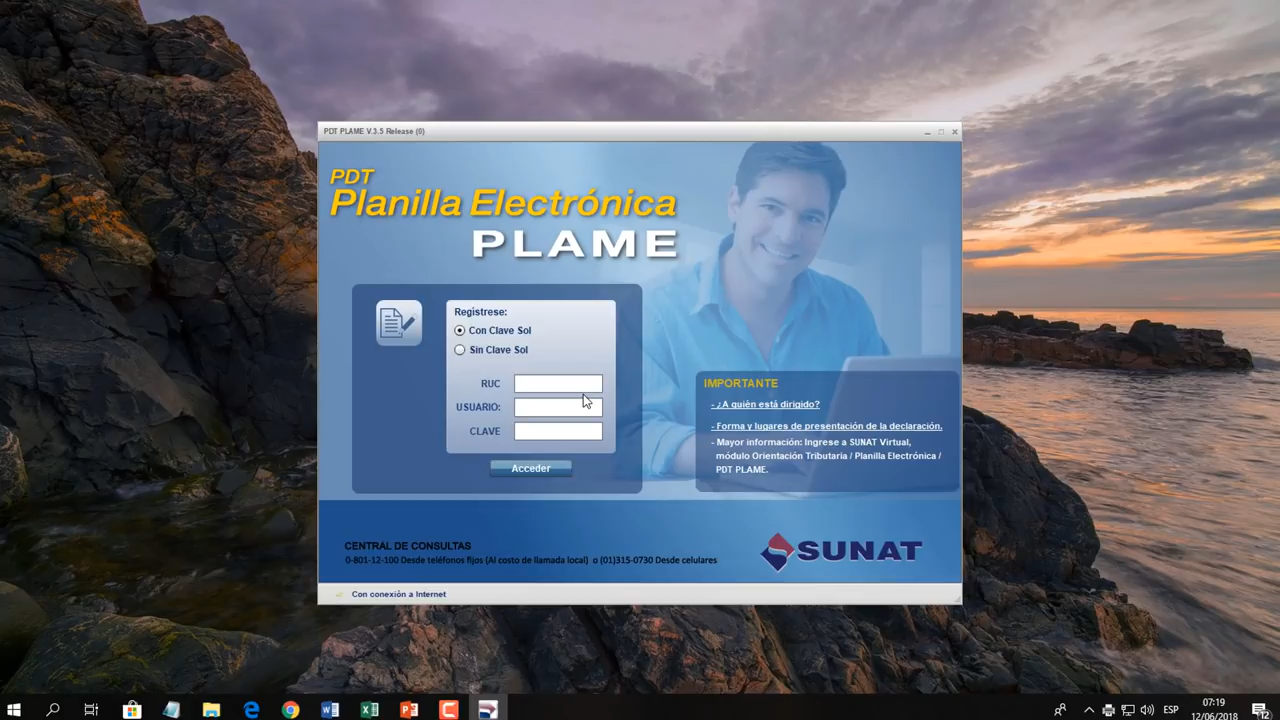 PDT PLAME V.3.5 Release (0)
PDT
Planilla Electrónica
PLAME
Regístrese:
Con Clave Sol
Sin Clave Sol
RUC
USUARIO:
CLAVE
Acceder
IMPORTANTE
- ¿A quién está dirigido?
- Forma y lugares de presentación de la declaración.
- Mayor información: Ingrese a SUNAT Virtual,
módulo Orientación Tributaria / Planilla Electrónica /
PDT PLAME.
CENTRAL DE CONSULTAS
0-801-12-100 Desde teléfonos fijos (Al costo de llamada local) o (01)315-0730 Desde celulares
SUNAT
Con conexión a Internet
ESP
07:19
12/06/2018